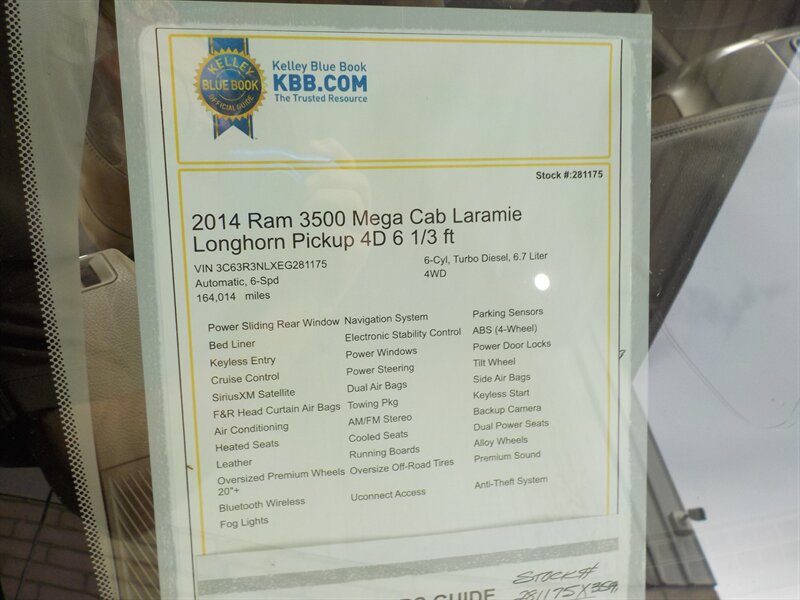 KELLEY
BLUE BOOK
OFFICIAL GUIDE
Kelley Blue Book
KBB.COM
The Trusted Resource
Stock #:281175
2014 Ram 3500 Mega Cab Laramie
Longhorn Pickup 4D 6 1/3 ft
VIN 3C63R3NLXEG281175
6-Cyl, Turbo Diesel, 6.7 Liter
Automatic, 6-Spd
4WD
164,014 miles
Power Sliding Rear Window Navigation System Parking Sensors
Bed Liner Electronic Stability Control ABS (4-Wheel)
Keyless Entry Power Windows Power Door Locks
Cruise Control Power Steering Tilt Wheel
SiriusXM Satellite Dual Air Bags Side Air Bags
F&R Head Curtain Air Bags Towing Pkg Keyless Start
Air Conditioning AM/FM Stereo Backup Camera
Heated Seats Cooled Seats Dual Power Seats
Leather Running Boards Alloy Wheels
Oversized Premium Wheels Oversize Off-Road Tires Premium Sound
20"+
Bluetooth Wireless Uconnect Access Anti-Theft System
Fog Lights
STOCK#
GUIDE